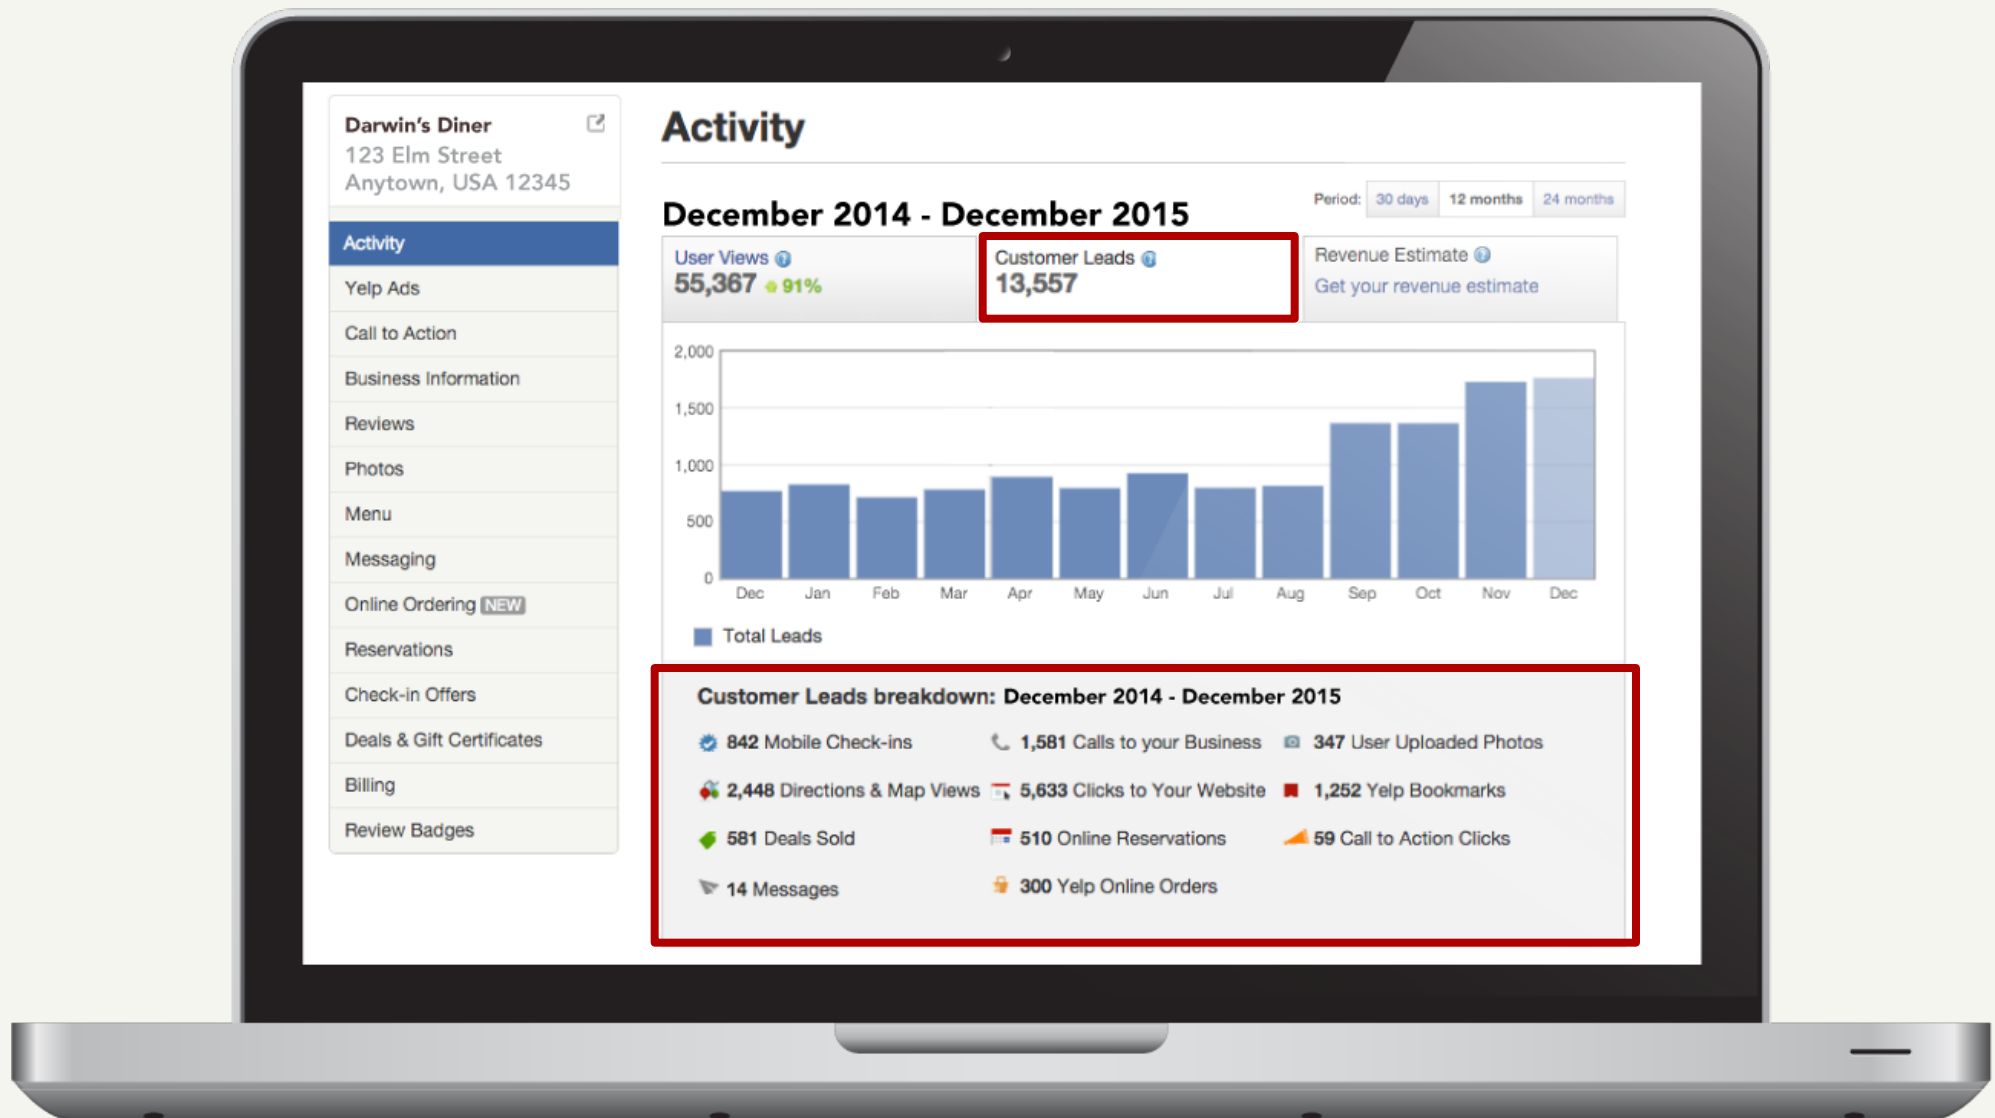 Darwin's Diner
123 Elm Street
Anytown, USA 12345
Activity
Yelp Ads
Call to Action
Business Information
Reviews
Photos
Menu
Messaging
Online Ordering NEW
Reservations
Check-in Offers
Deals & Gift Certificates
Billing
Review Badges
Activity
December 2014 - December 2015
Period: 30 days 12 months 24 months
User Views
55,367 91%
Customer Leads
13,557
Revenue Estimate
Get your revenue estimate
2,000
1,500
1,000
500
0
Dec Jan Feb Mar Apr May Jun Jul Aug Sep Oct Nov Dec
Total Leads
Customer Leads breakdown: December 2014 - December 2015
842 Mobile Check-ins 1,581 Calls to your Business 347 User Uploaded Photos
2,448 Directions & Map Views 5,633 Clicks to Your Website 1,252 Yelp Bookmarks
581 Deals Sold 510 Online Reservations 59 Call to Action Clicks
14 Messages 300 Yelp Online Orders